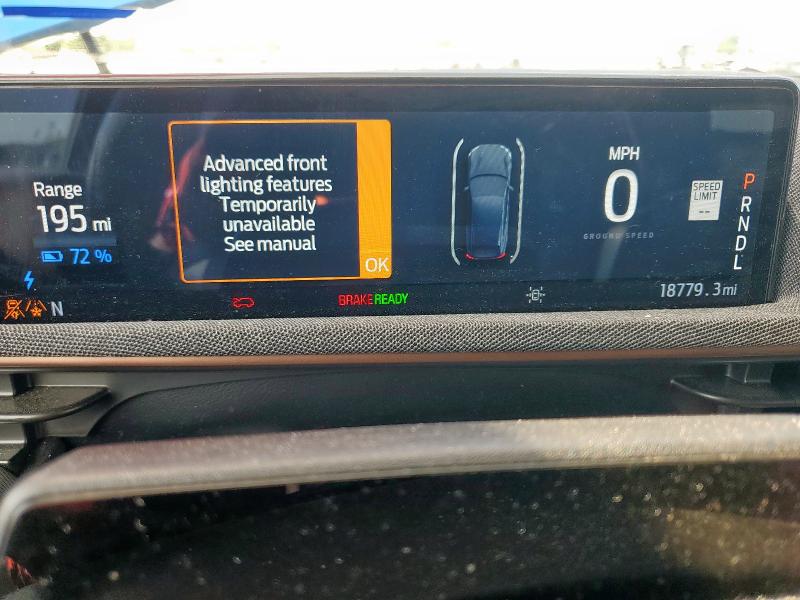 Range
195 mi
72 %
N
Advanced front
lighting features
Temporarily
unavailable
See manual
OK
BRAKE READY
MPH
0
GROUND SPEED
SPEED
LIMIT
--
P
R
N
D
L
18779.3 mi